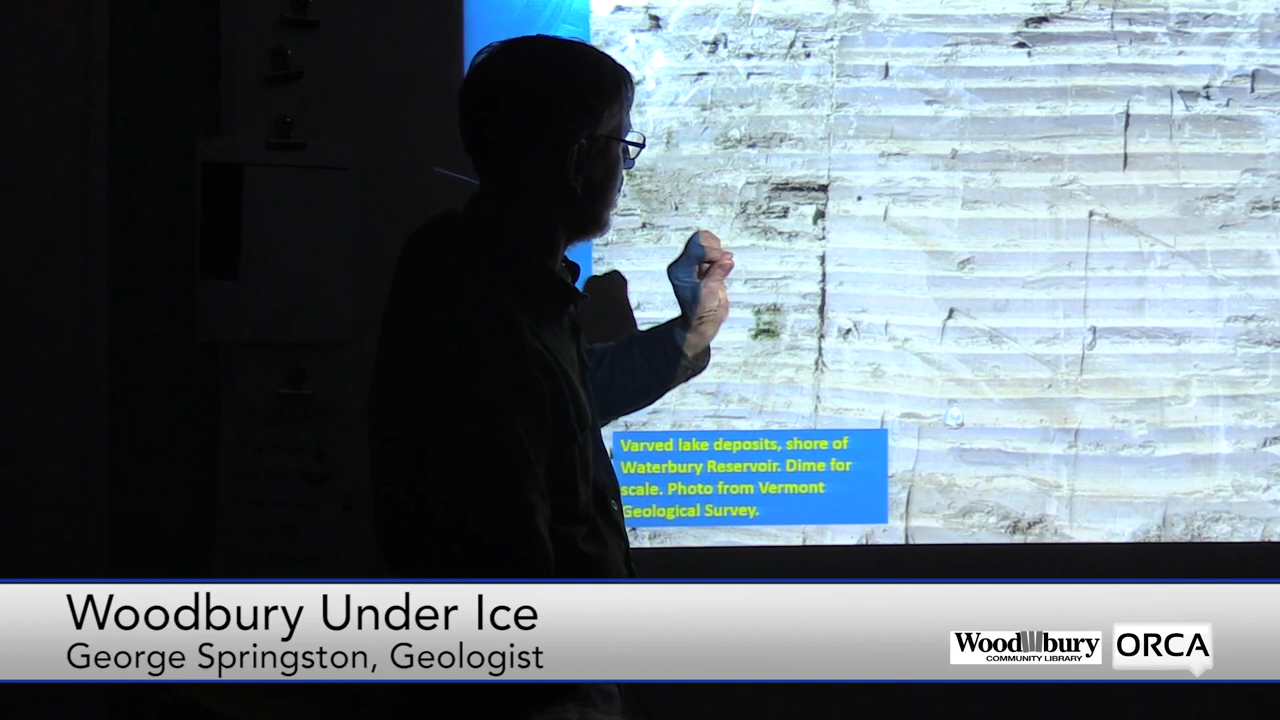 Varved lake deposits, shore of
Waterbury Reservoir. Dime for
scale. Photo from Vermont
Geological Survey.
Woodbury Under Ice
George Springston, Geologist
Woodbury
COMMUNITY LIBRARY
ORCA